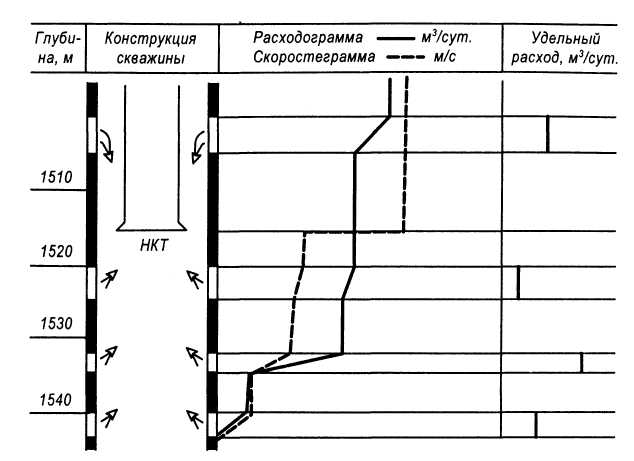 Глуби-
на, м
Конструкция
скважины
Расходограмма м³/сут.
Скоростеграмма м/с
Удельный
расход, м³/сут.
1510
1520
НКТ
1530
1540